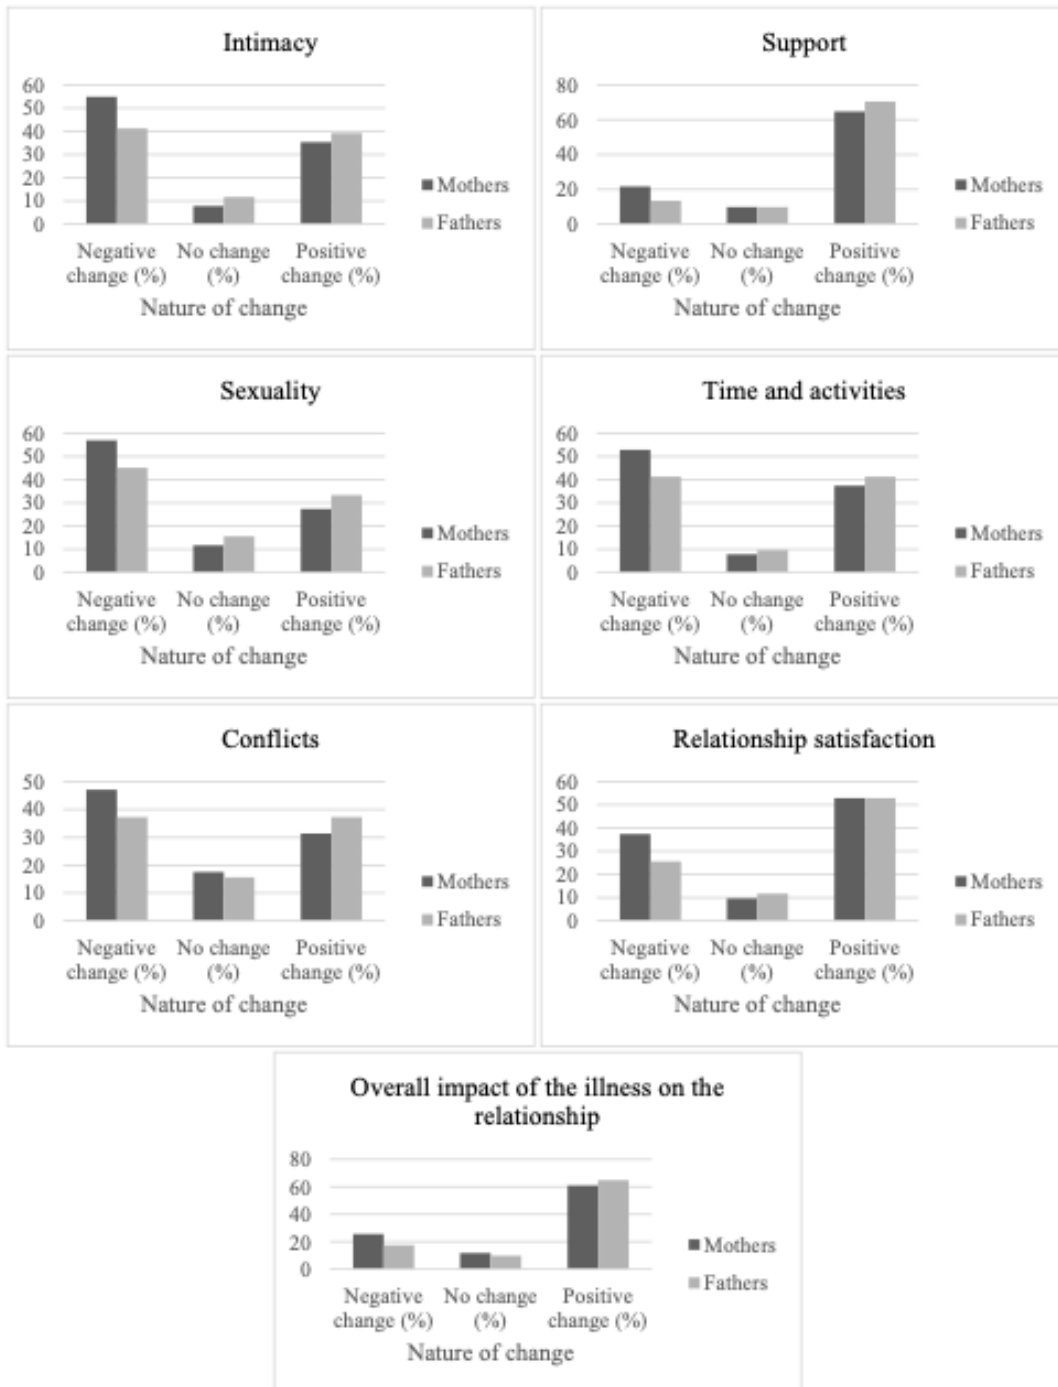 Intimacy
60
50
40
30
20
10
0
Negative change (%)
No change (%)
Positive change (%)
Nature of change
Mothers
Fathers
Support
80
60
40
20
0
Negative change (%)
No change (%)
Positive change (%)
Nature of change
Mothers
Fathers
Sexuality
60
50
40
30
20
10
0
Negative change (%)
No change (%)
Positive change (%)
Nature of change
Mothers
Fathers
Time and activities
60
50
40
30
20
10
0
Negative change (%)
No change (%)
Positive change (%)
Nature of change
Mothers
Fathers
Conflicts
50
40
30
20
10
0
Negative change (%)
No change (%)
Positive change (%)
Nature of change
Mothers
Fathers
Relationship satisfaction
60
50
40
30
20
10
0
Negative change (%)
No change (%)
Positive change (%)
Nature of change
Mothers
Fathers
Overall impact of the illness on the
relationship
80
60
40
20
0
Negative change (%)
No change (%)
Positive change (%)
Nature of change
Mothers
Fathers